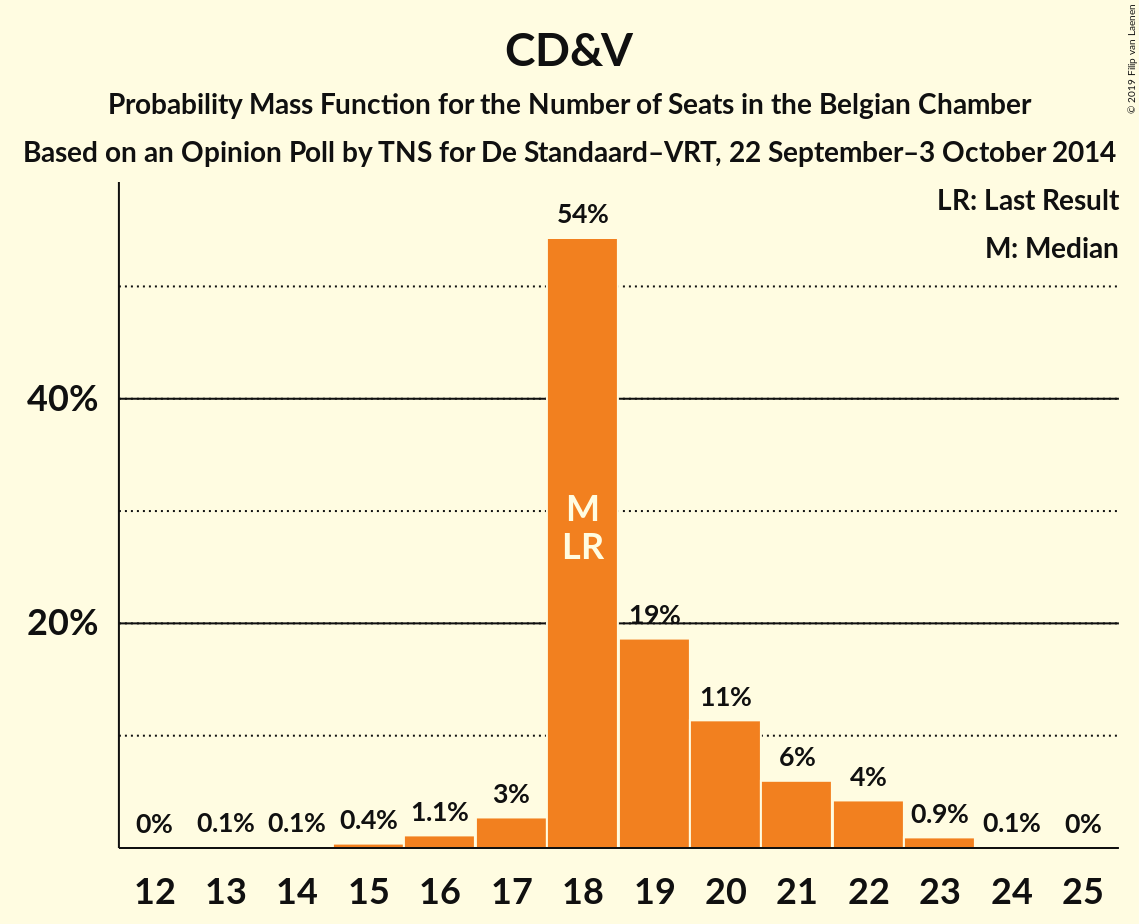 CD&V
Probability Mass Function for the Number of Seats in the Belgian Chamber
Based on an Opinion Poll by TNS for De Standaard–VRT, 22 September–3 October 2014
© 2019 Filip van Laenen
LR: Last Result
M: Median
54%
40%
M
LR
20%
19%
11%
6%
4%
3%
1.1%
0.9%
0.4%
0% 0.1% 0.1% 0.1% 0%
12 13 14 15 16 17 18 19 20 21 22 23 24 25